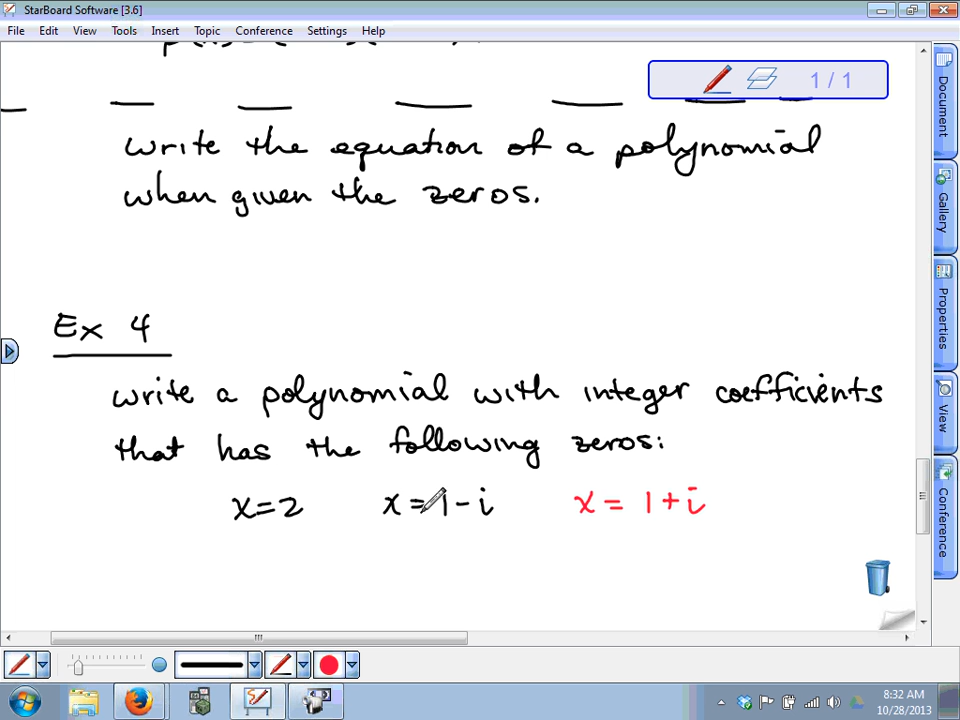 StarBoard Software [3.6]
File Edit View Tools Insert Topic Conference Settings Help
1 / 1
write the equation of a polynomial
when given the zeros.
Ex 4
write a polynomial with integer coefficients
that has the following zeros:
x=2 x=1-i x= 1+i
Document
Gallery
Properties
View
Conference
8:32 AM
10/28/2013